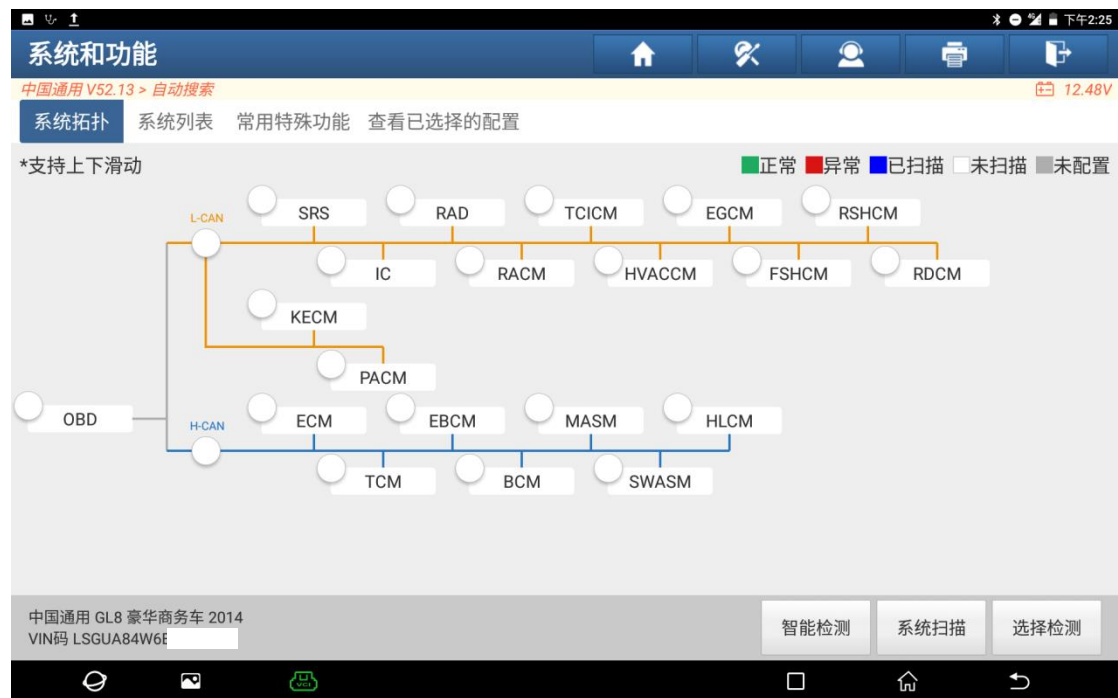 下午2:25
系统和功能
中国通用 V52.13 > 自动搜索 12.48V
系统拓扑 系统列表 常用特殊功能 查看已选择的配置
*支持上下滑动 正常 异常 已扫描 未扫描 未配置
L-CAN SRS RAD TCICM EGCM RSHCM
IC RACM HVACCM FSHCM RDCM
KECM
PACM
OBD H-CAN ECM EBCM MASM HLCM
TCM BCM SWASM
中国通用 GL8 豪华商务车 2014
VIN码 LSGUA84W6
智能检测 系统扫描 选择检测
VCI